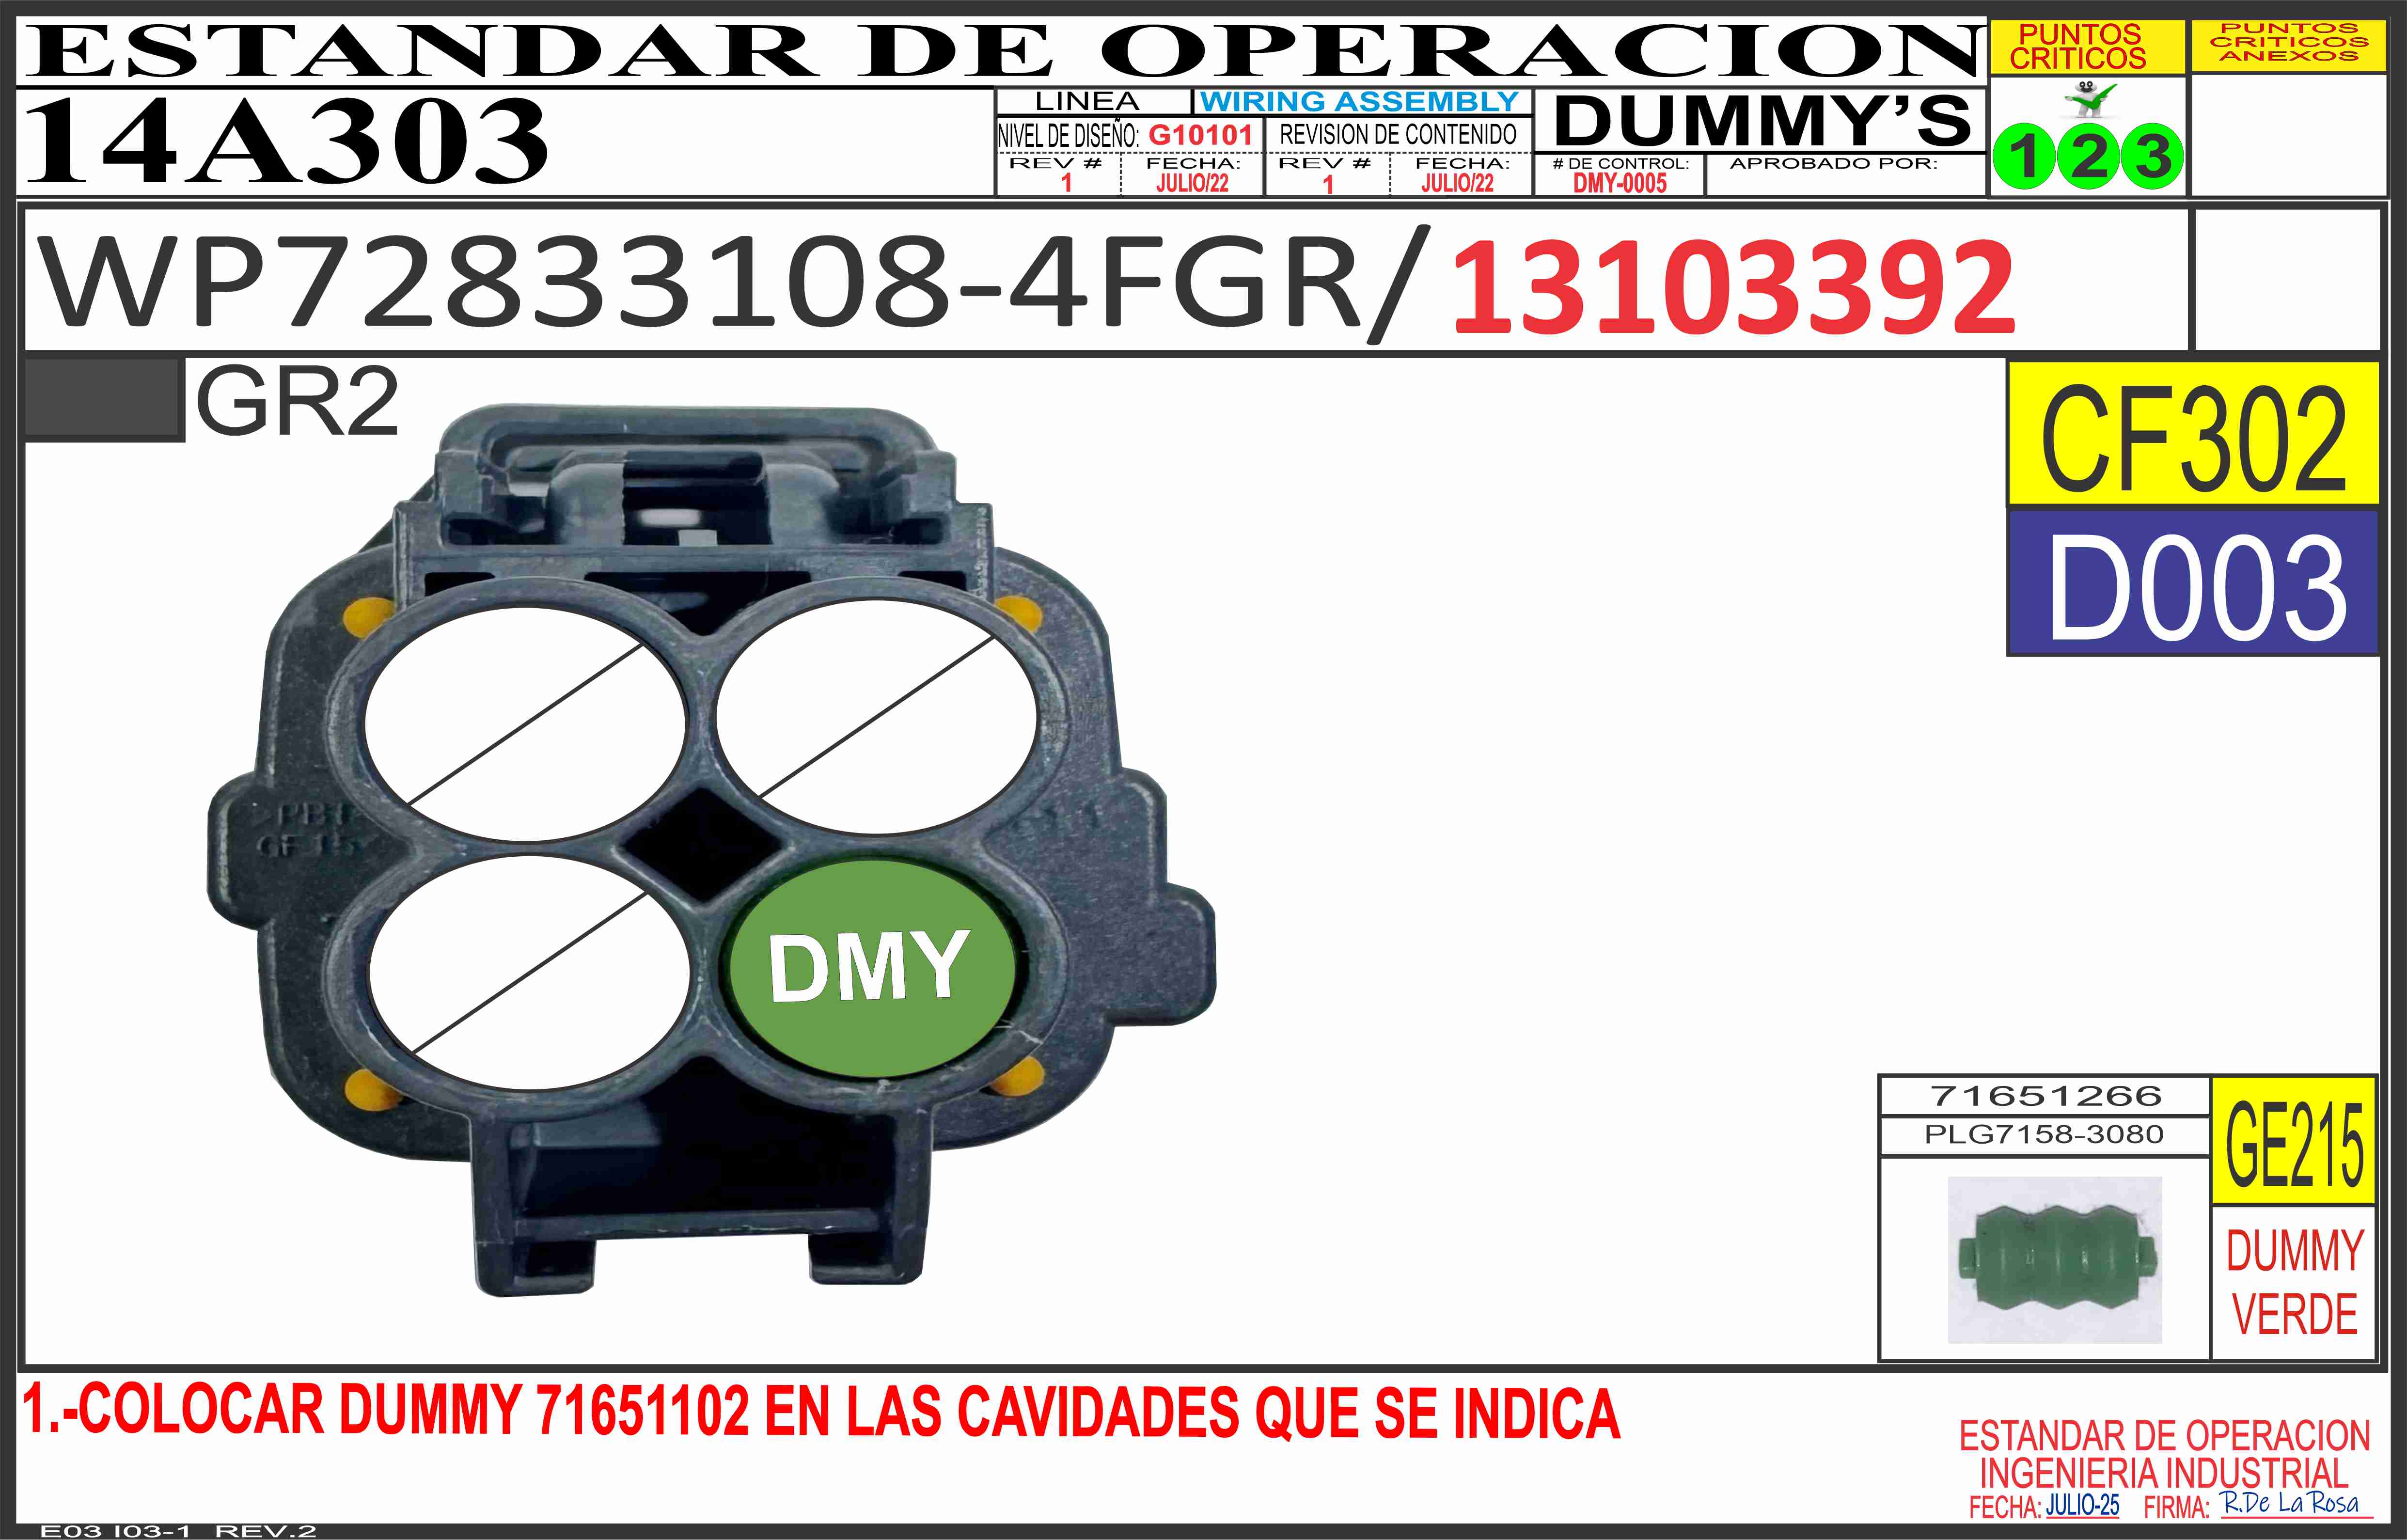 ESTANDAR DE OPERACION
PUNTOS
CRITICOS
PUNTOS
CRITICOS
ANEXOS
14A303
LINEA WIRING ASSEMBLY
NIVEL DE DISEÑO: G10101 REVISION DE CONTENIDO
REV # FECHA: REV # FECHA:
1 JULIO/22 1 JULIO/22
DUMMY’S
# DE CONTROL: APROBADO POR:
DMY-0005
1 2 3
WP72833108-4FGR/13103392
GR2
CF302
D003
DMY
71651266
PLG7158-3080
GE215
DUMMY
VERDE
1.-COLOCAR DUMMY 71651102 EN LAS CAVIDADES QUE SE INDICA
ESTANDAR DE OPERACION
INGENIERIA INDUSTRIAL
FECHA: JULIO-25 FIRMA: R.De La Rosa
E03 I03-1 REV.2